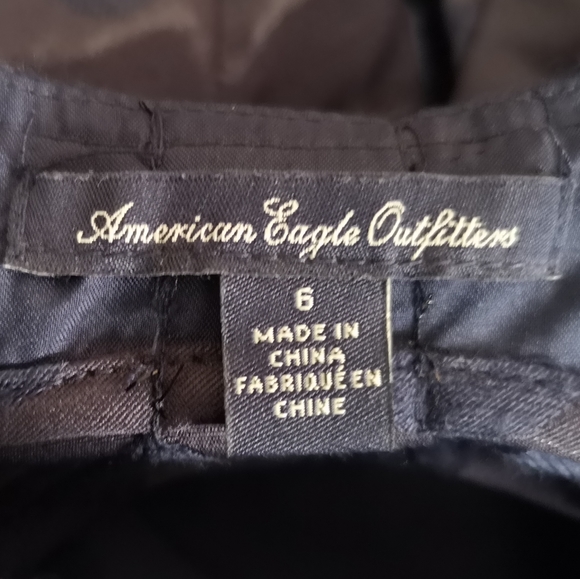 American Eagle Outfitters
6
MADE IN
CHINA
FABRIQUÉ EN
CHINE